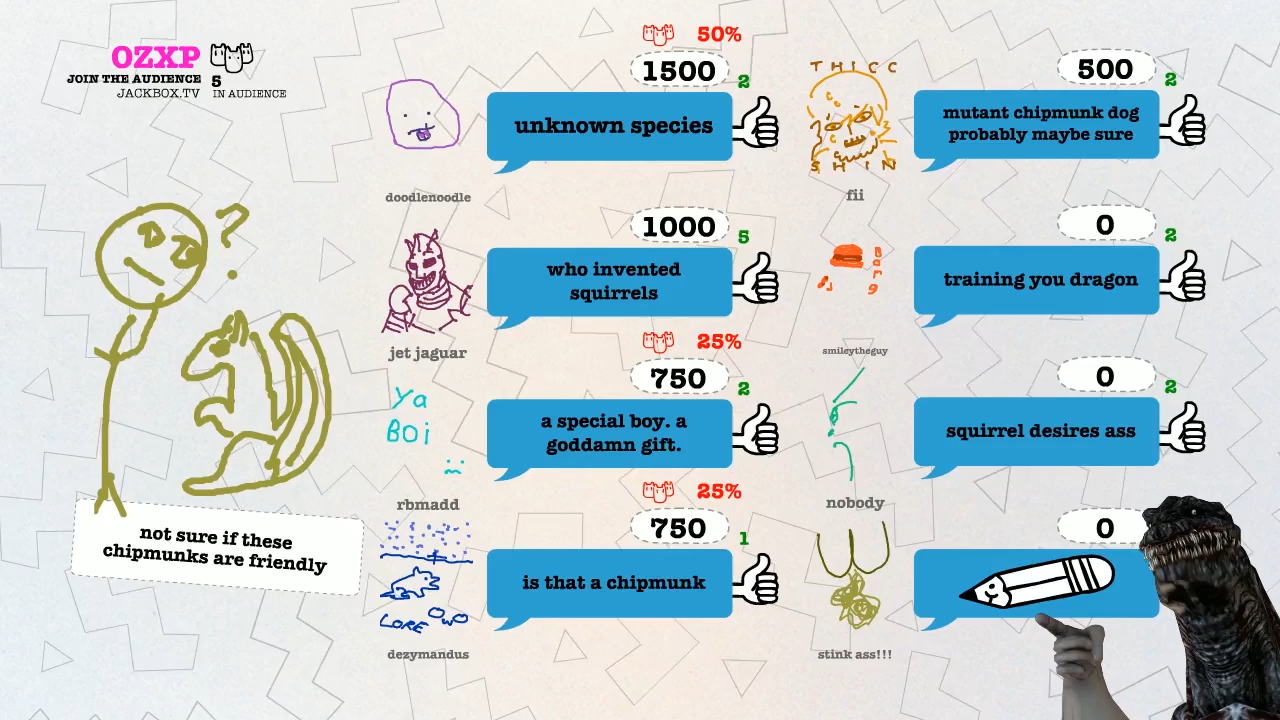 OZXP
JOIN THE AUDIENCE
JACKBOX.TV
5
IN AUDIENCE
?
not sure if these
chipmunks are friendly
50%
1500
2
unknown species
doodlenoodle
1000
5
who invented
squirrels
jet jaguar
25%
750
2
a special boy. a
goddamn gift.
Ya
Boi
rbmadd
25%
750
1
is that a chipmunk
LORE OwO
dezymandus
500
2
mutant chipmunk dog
probably maybe sure
THICC
SHIN
fii
0
2
training you dragon
smileytheguy
0
2
squirrel desires ass
nobody
0
stink ass!!!